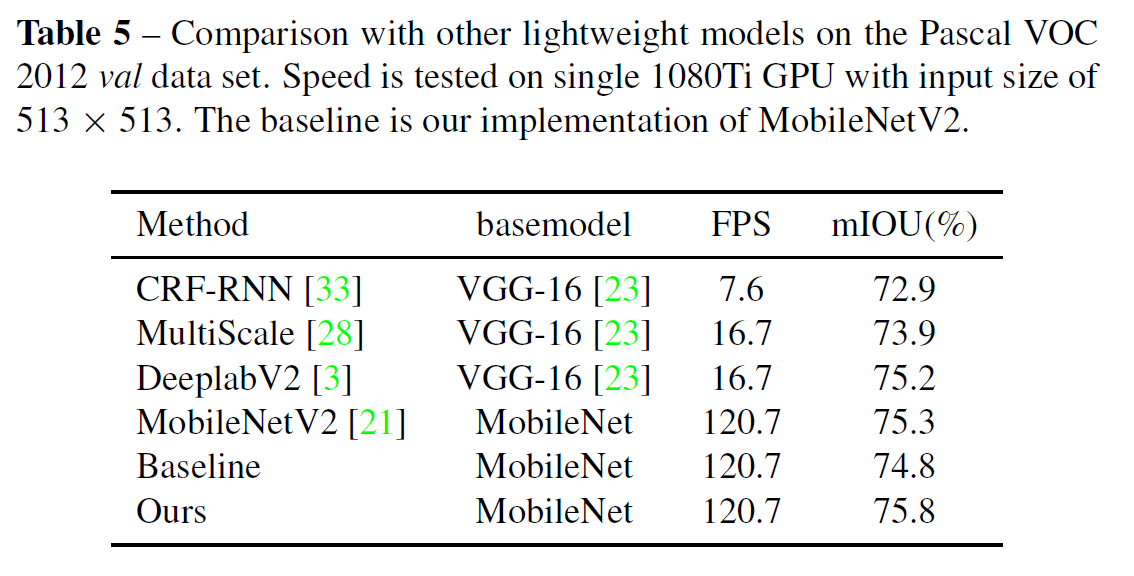 Table 5 – Comparison with other lightweight models on the Pascal VOC
2012 val data set. Speed is tested on single 1080Ti GPU with input size of
513 × 513. The baseline is our implementation of MobileNetV2.
Method basemodel FPS mIOU(%)
CRF-RNN [33] VGG-16 [23] 7.6 72.9
MultiScale [28] VGG-16 [23] 16.7 73.9
DeeplabV2 [3] VGG-16 [23] 16.7 75.2
MobileNetV2 [21] MobileNet 120.7 75.3
Baseline MobileNet 120.7 74.8
Ours MobileNet 120.7 75.8